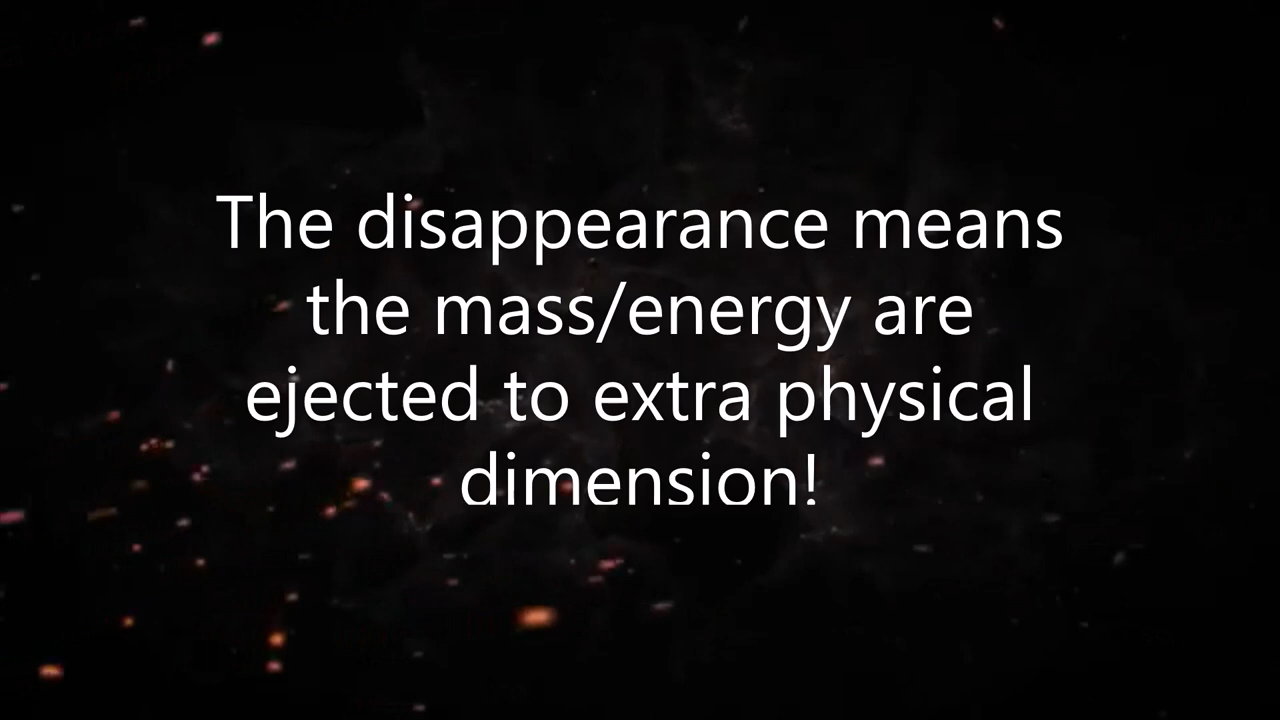 The disappearance means
the mass/energy are
ejected to extra physical
dimension!